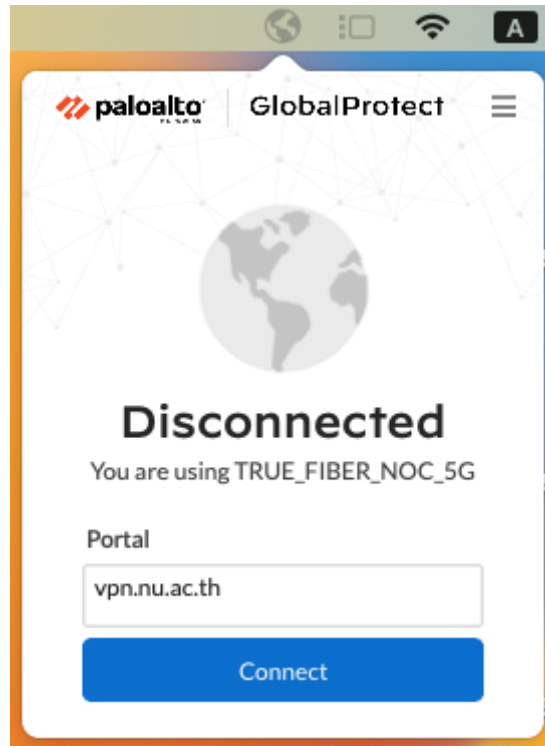 A
paloalto GlobalProtect
Disconnected
You are using TRUE_FIBER_NOC_5G
Portal
vpn.nu.ac.th
Connect